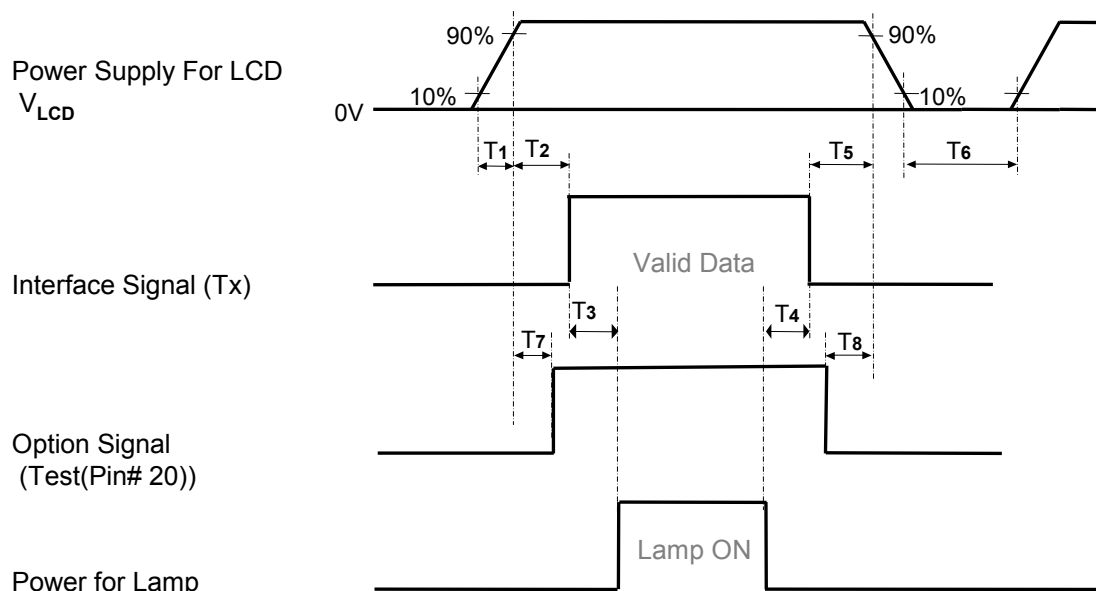 90%
90%
Power Supply For LCD
VLCD
10%
10%
0V
T1
T2
T5
T6
Valid Data
Interface Signal (Tx)
T3
T4
T7
T8
Option Signal
(Test(Pin# 20))
Lamp ON
Power for Lamp